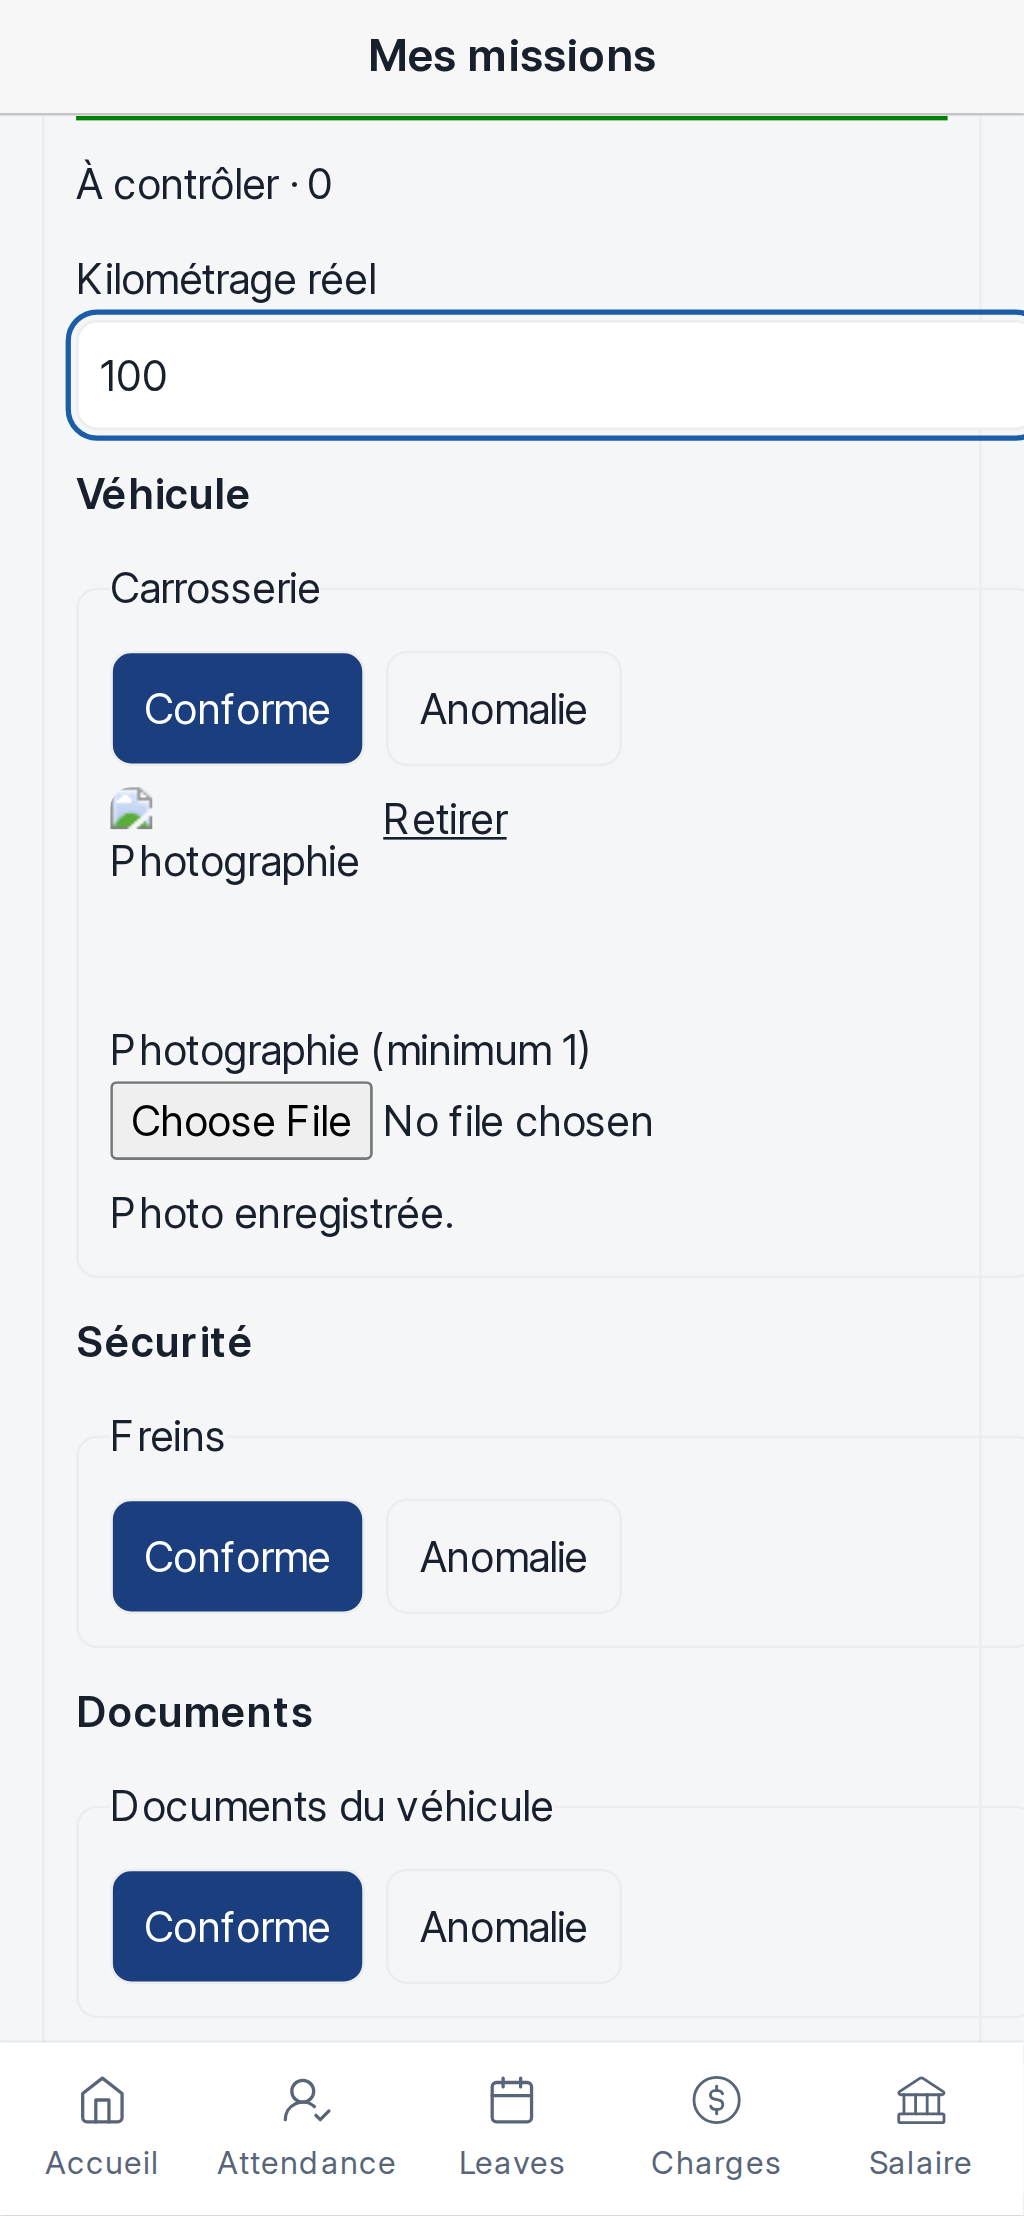 Mes missions
À contrôler · 0
Kilométrage réel
100
Véhicule
Carrosserie
Conforme Anomalie
Photographie Retirer
Photographie (minimum 1)
Choose File No file chosen
Photo enregistrée.
Sécurité
Freins
Conforme Anomalie
Documents
Documents du véhicule
Conforme Anomalie
Accueil Attendance Leaves Charges Salaire